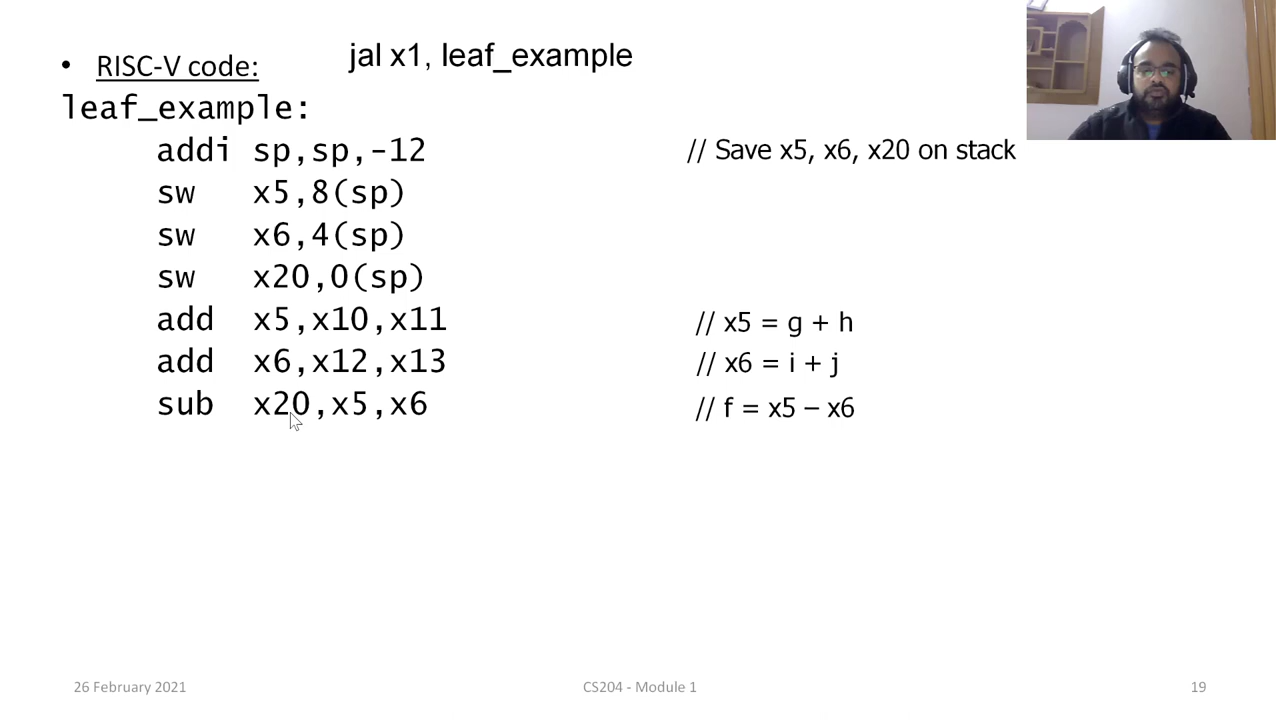 • RISC-V code: jal x1, leaf_example
leaf_example:
addi sp,sp,-12 // Save x5, x6, x20 on stack
sw x5,8(sp)
sw x6,4(sp)
sw x20,0(sp)
add x5,x10,x11 // x5 = g + h
add x6,x12,x13 // x6 = i + j
sub x20,x5,x6 // f = x5 – x6
26 February 2021 CS204 - Module 1 19